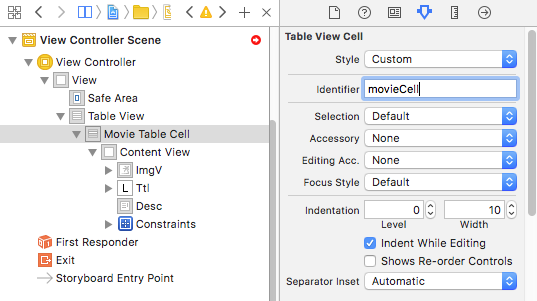 View Controller Scene
View Controller
View
Safe Area
Table View
Movie Table Cell
Content View
ImgV
L Ttl
Desc
Constraints
First Responder
Exit
Storyboard Entry Point
Table View Cell
Style Custom
Identifier movieCell
Selection Default
Accessory None
Editing Acc. None
Focus Style Default
Indentation 0 10
Level Width
Indent While Editing
Shows Re-order Controls
Separator Inset Automatic